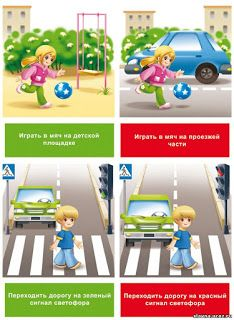 Играть в мяч на детской
площадке
Играть в мяч на проезжей
части
Переходить дорогу на зеленый
сигнал светофора
Переходить дорогу на красный
сигнал светофора